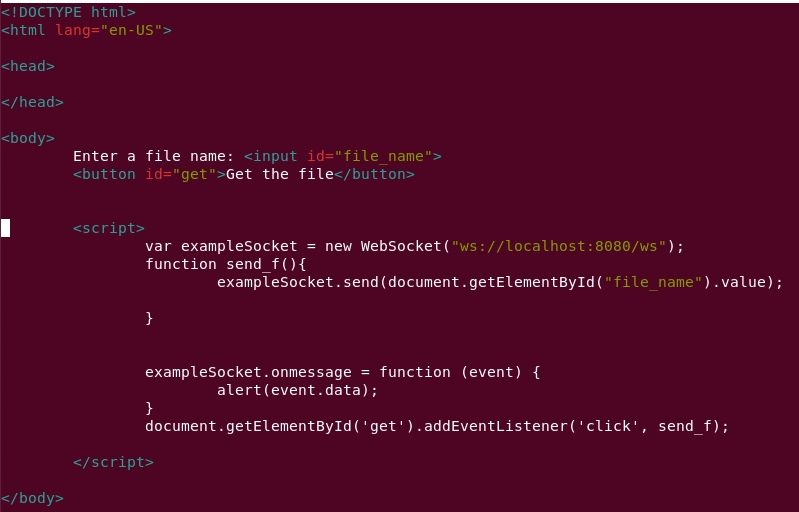 <!DOCTYPE html>
<html lang="en-US">
<head>
</head>
<body>
Enter a file name: <input id="file_name">
<button id="get">Get the file</button>
<script>
var exampleSocket = new WebSocket("ws://localhost:8080/ws");
function send_f(){
exampleSocket.send(document.getElementById("file_name").value);
}
exampleSocket.onmessage = function (event) {
alert(event.data);
}
document.getElementById('get').addEventListener('click', send_f);
</script>
</body>